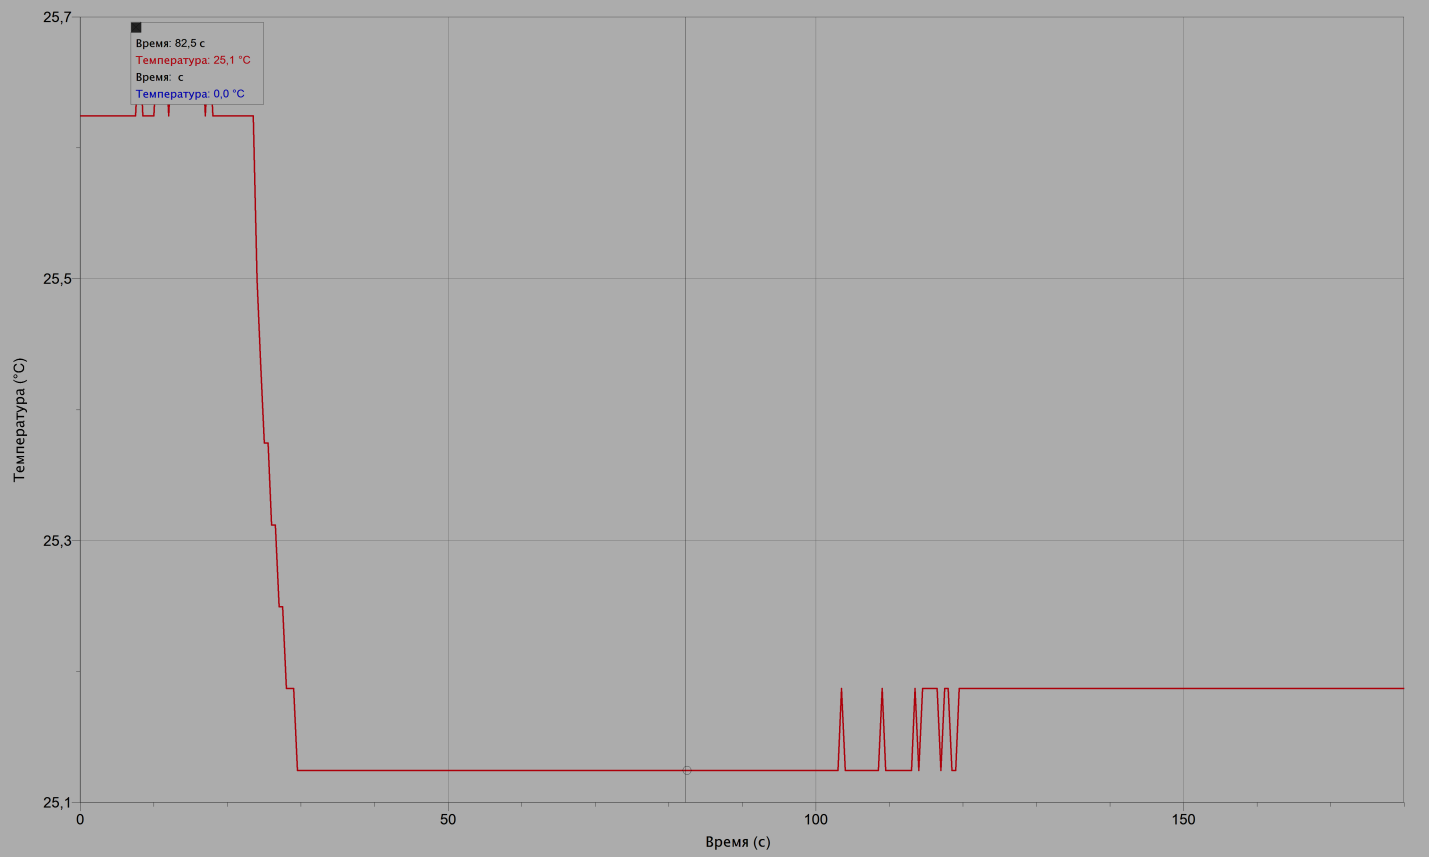 25,7
Время: 82,5 с
Температура: 25,1 °C
Время:  с
Температура: 0,0 °C
25,5
Температура (°C)
25,3
25,1
0 50 100 150
Время (с)